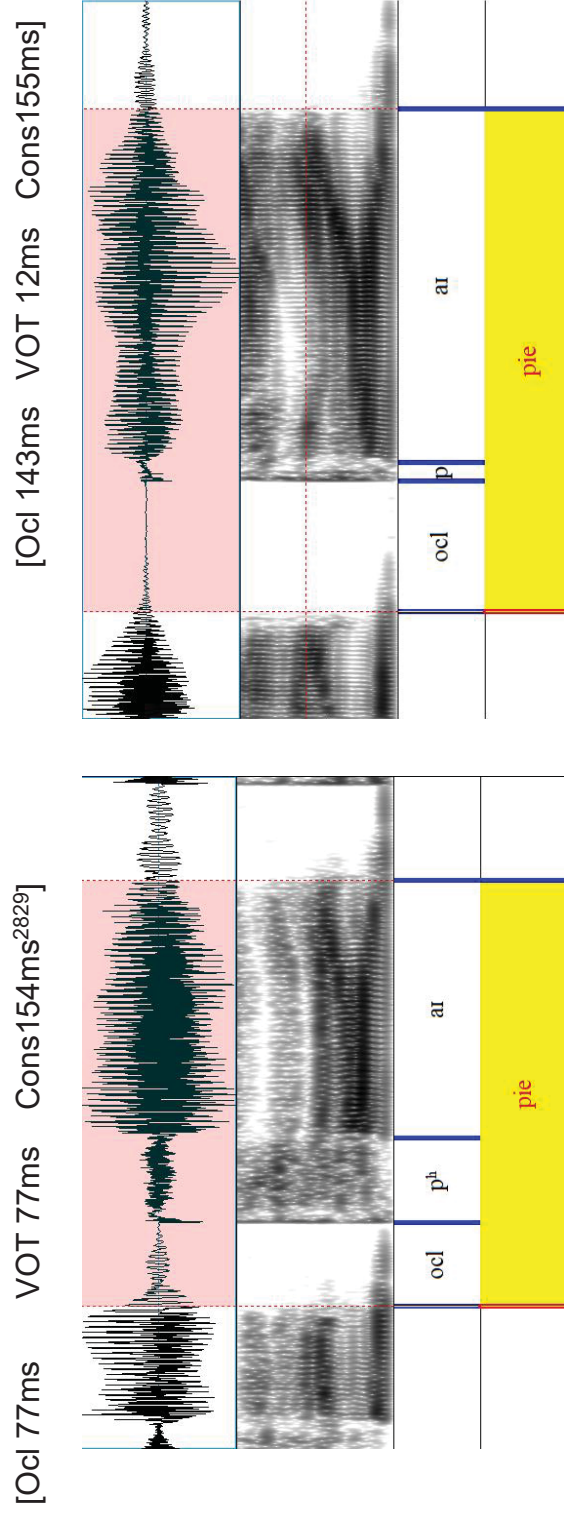 [Ocl 77ms VOT 77ms Cons154ms²⁸²⁹]
ocl pʰ aɪ
pie
[Ocl 143ms VOT 12ms Cons155ms]
ocl p aɪ
pie